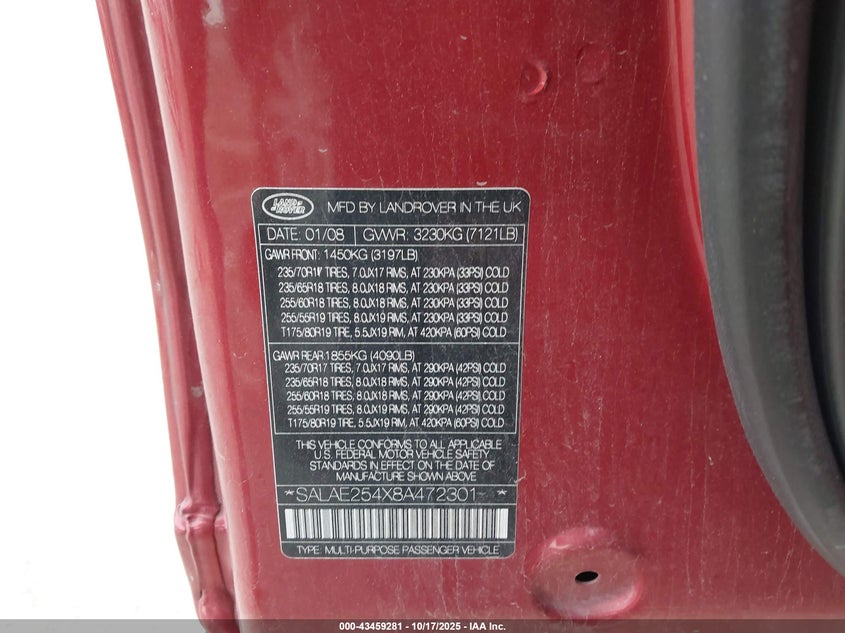 LAND ROVER
MFD BY LANDROVER IN THE UK
DATE: 01/08 GVWR: 3230KG (7121LB)
GAWR FRONT: 1450KG (3197LB)
235/70R17 TIRES, 7.0JX17 RIMS, AT 230KPA (33PSI) COLD
235/65R18 TIRES, 8.0JX18 RIMS, AT 230KPA (33PSI) COLD
255/60R18 TIRES, 8.0JX18 RIMS, AT 230KPA (33PSI) COLD
255/55R19 TIRES, 8.0JX19 RIMS, AT 230KPA (33PSI) COLD
T175/80R19 TIRE, 5.5JX19 RIM, AT 420KPA (60PSI) COLD
GAWR REAR: 1855KG (4090LB)
235/70R17 TIRES, 7.0JX17 RIMS, AT 290KPA (42PSI) COLD
235/65R18 TIRES, 8.0JX18 RIMS, AT 290KPA (42PSI) COLD
255/60R18 TIRES, 8.0JX18 RIMS, AT 290KPA (42PSI) COLD
255/55R19 TIRES, 8.0JX19 RIMS, AT 290KPA (42PSI) COLD
T175/80R19 TIRE, 5.5JX19 RIM, AT 420KPA (60PSI) COLD
THIS VEHICLE CONFORMS TO ALL APPLICABLE
U.S. FEDERAL MOTOR VEHICLE SAFETY
STANDARDS IN EFFECT ON THE DATE OF
MANUFACTURE SHOWN ABOVE
*SALAE254X8A472301- *
TYPE: MULTI-PURPOSE PASSENGER VEHICLE
000-43459281 - 10/17/2025 - IAA Inc.